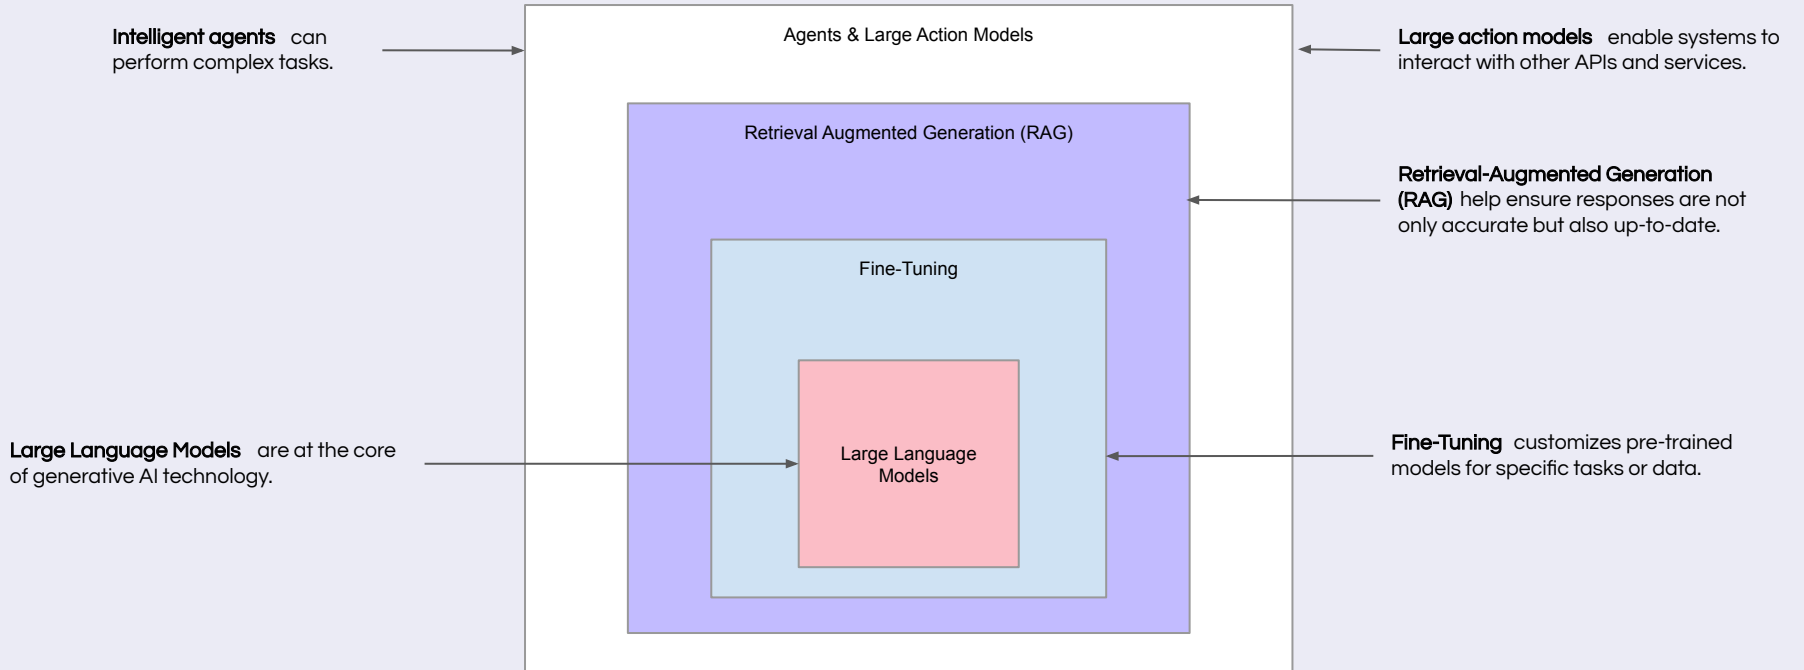 Intelligent agents can
perform complex tasks.
Agents & Large Action Models
Large action models enable systems to
interact with other APIs and services.
Retrieval Augmented Generation (RAG)
Retrieval-Augmented Generation
(RAG) help ensure responses are not
only accurate but also up-to-date.
Fine-Tuning
Large Language Models are at the core
of generative AI technology.
Large Language
Models
Fine-Tuning customizes pre-trained
models for specific tasks or data.